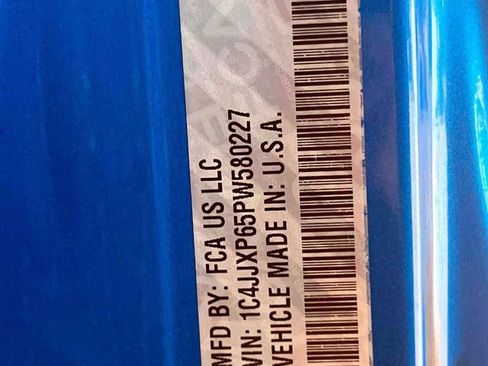 MFD BY: FCA US LLC
VIN: 1C4JJXP65PW580227
VEHICLE MADE IN: U.S.A.